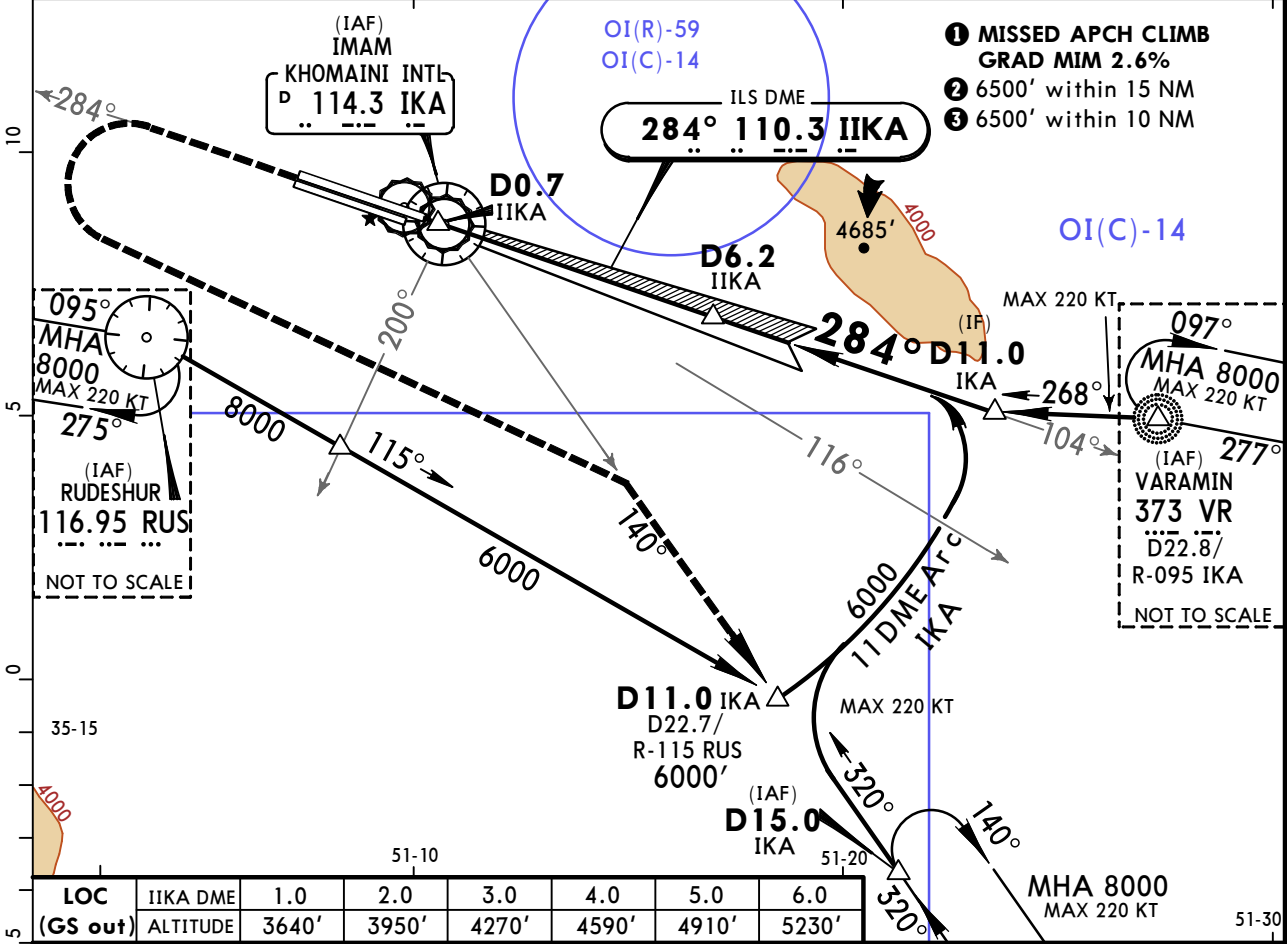 (IAF)
IMAM
KHOMAINI INTL
D 114.3 IKA
OI(R)-59
OI(C)-14
1 MISSED APCH CLIMB
GRAD MIM 2.6%
2 6500' within 15 NM
3 6500' within 10 NM
ILS DME
284° 110.3 IIKA
284°
10
D0.7
IIKA
D6.2
IIKA
4685'
4000
OI(C)-14
095°
MHA
8000
MAX 220 KT
275°
(IAF)
RUDESHUR
116.95 RUS
NOT TO SCALE
200°
284°
(IF)
D11.0
IKA
MAX 220 KT
268°
104°
097°
MHA 8000
MAX 220 KT
277°
(IAF)
VARAMIN
373 VR
D22.8/
R-095 IKA
NOT TO SCALE
5
8000
115°
6000
116°
140°
6000
11 DME Arc
IKA
0
D11.0 IKA
D22.7/
R-115 RUS
6000'
MAX 220 KT
35-15
4000
320°
(IAF)
D15.0
IKA
140°
MHA 8000
MAX 220 KT
320°
51-10
51-20
51-30
5
LOC (GS out) IIKA DME 1.0 2.0 3.0 4.0 5.0 6.0
ALTITUDE 3640' 3950' 4270' 4590' 4910' 5230'